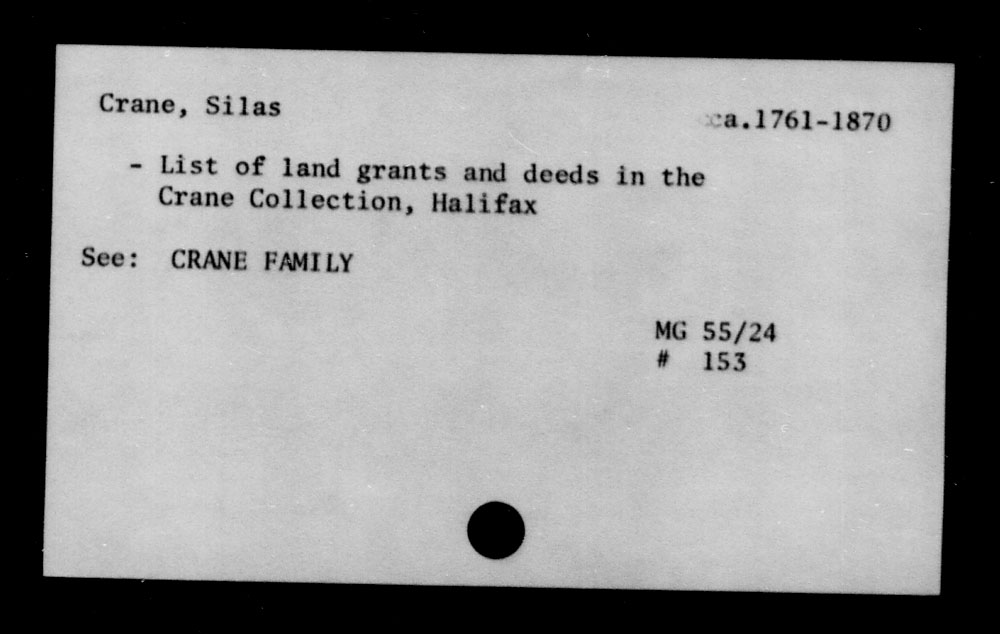 Crane, Silas
ca.1761-1870
- List of land grants and deeds in the
Crane Collection, Halifax
See: CRANE FAMILY
MG 55/24
# 153